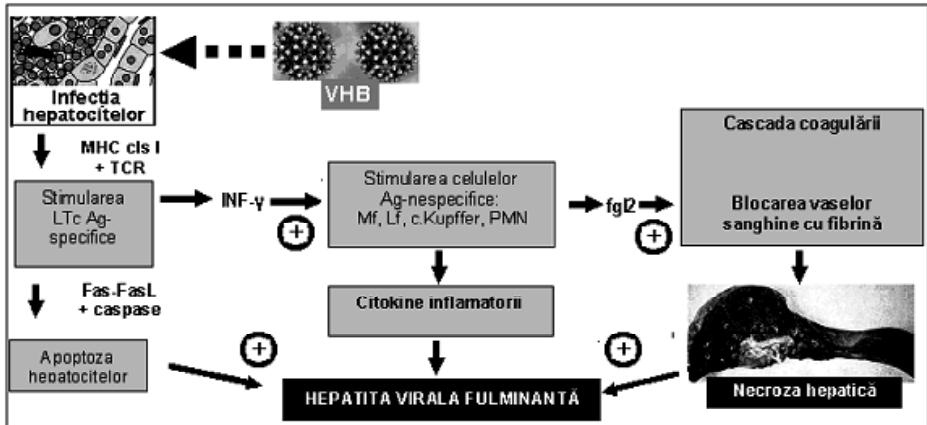 VHB
Infecția
hepatocitelor
MHC cls I
+ TCR
Stimularea
LTc Ag-
specifice
INF-γ
Stimularea celulelor
Ag-nespecifice:
Mf, Lf, c.Kupffer, PMN
fgl2
Cascada coagulării
Blocarea vaselor
sanghine cu fibrină
+
+
Fas-FasL
+ caspase
Citokine inflamatorii
Apoptoza
hepatocitelor
+
+
HEPATITA VIRALA FULMINANTĂ
Necroza hepatică